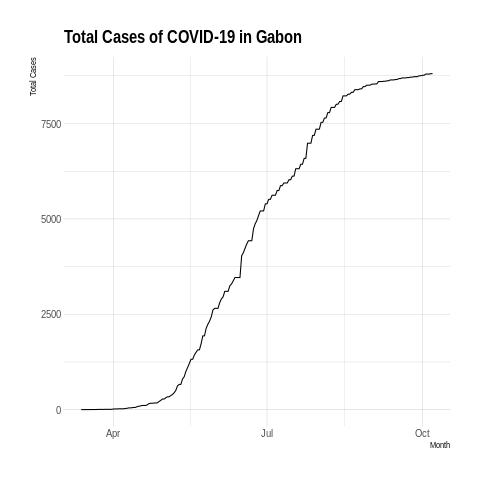 Total Cases of COVID-19 in Gabon
Total Cases
7500
5000
2500
0
Apr Jul Oct
Month